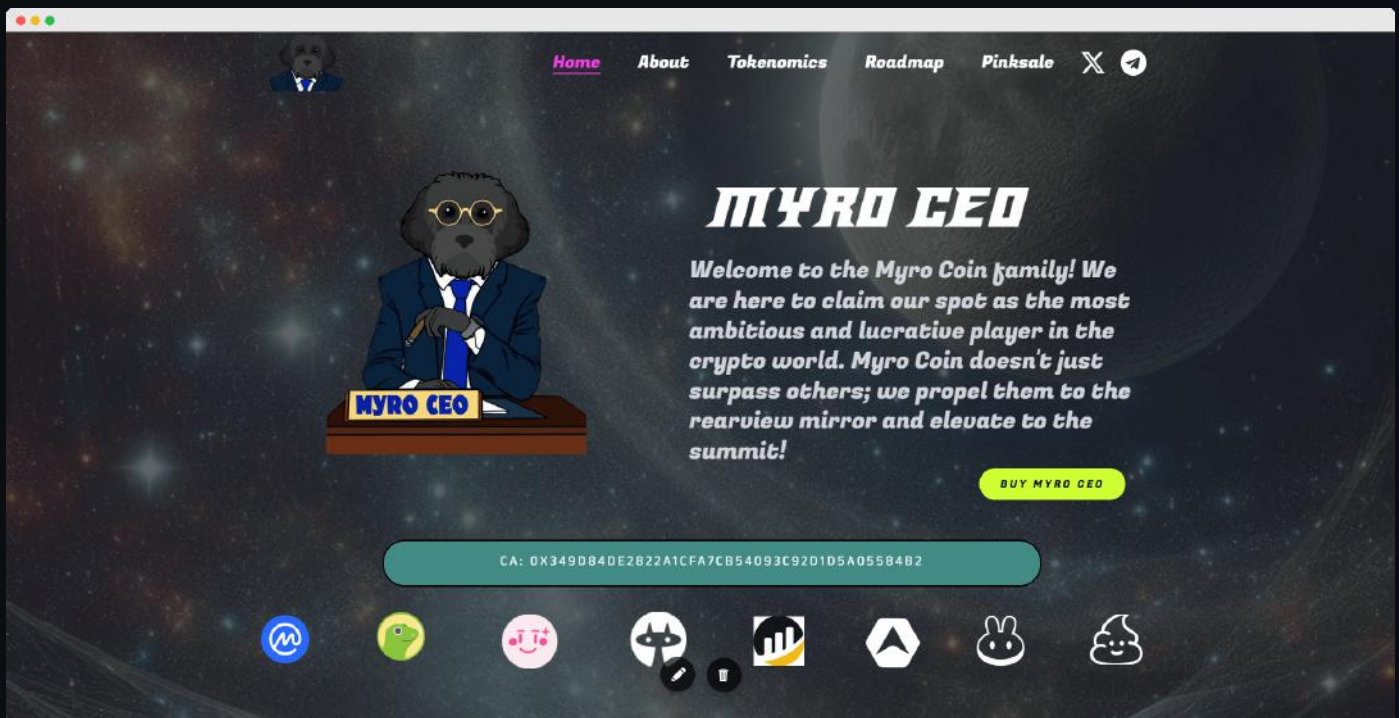 Home About Tokenomics Roadmap Pinksale
MYRO CEO
Welcome to the Myro Coin family! We
are here to claim our spot as the most
ambitious and lucrative player in the
crypto world. Myro Coin doesn't just
surpass others; we propel them to the
rearview mirror and elevate to the
summit!
MYRO CEO
BUY MYRO CEO
CA: 0X349D84DE2822A1CFA7CB54093C92D1D5A05584B2